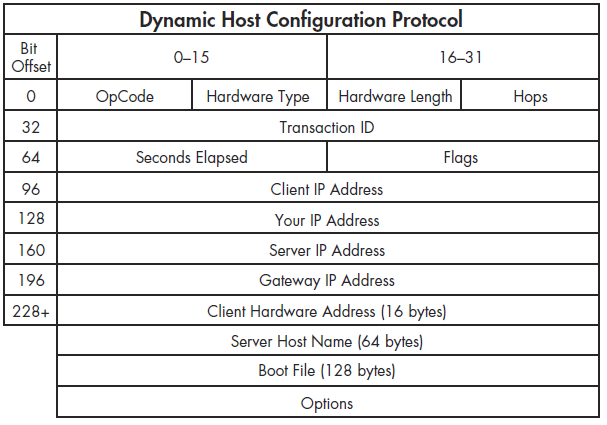 Dynamic Host Configuration Protocol
Bit Offset 0–15 16–31
0 OpCode Hardware Type Hardware Length Hops
32 Transaction ID
64 Seconds Elapsed Flags
96 Client IP Address
128 Your IP Address
160 Server IP Address
196 Gateway IP Address
228+ Client Hardware Address (16 bytes)
Server Host Name (64 bytes)
Boot File (128 bytes)
Options